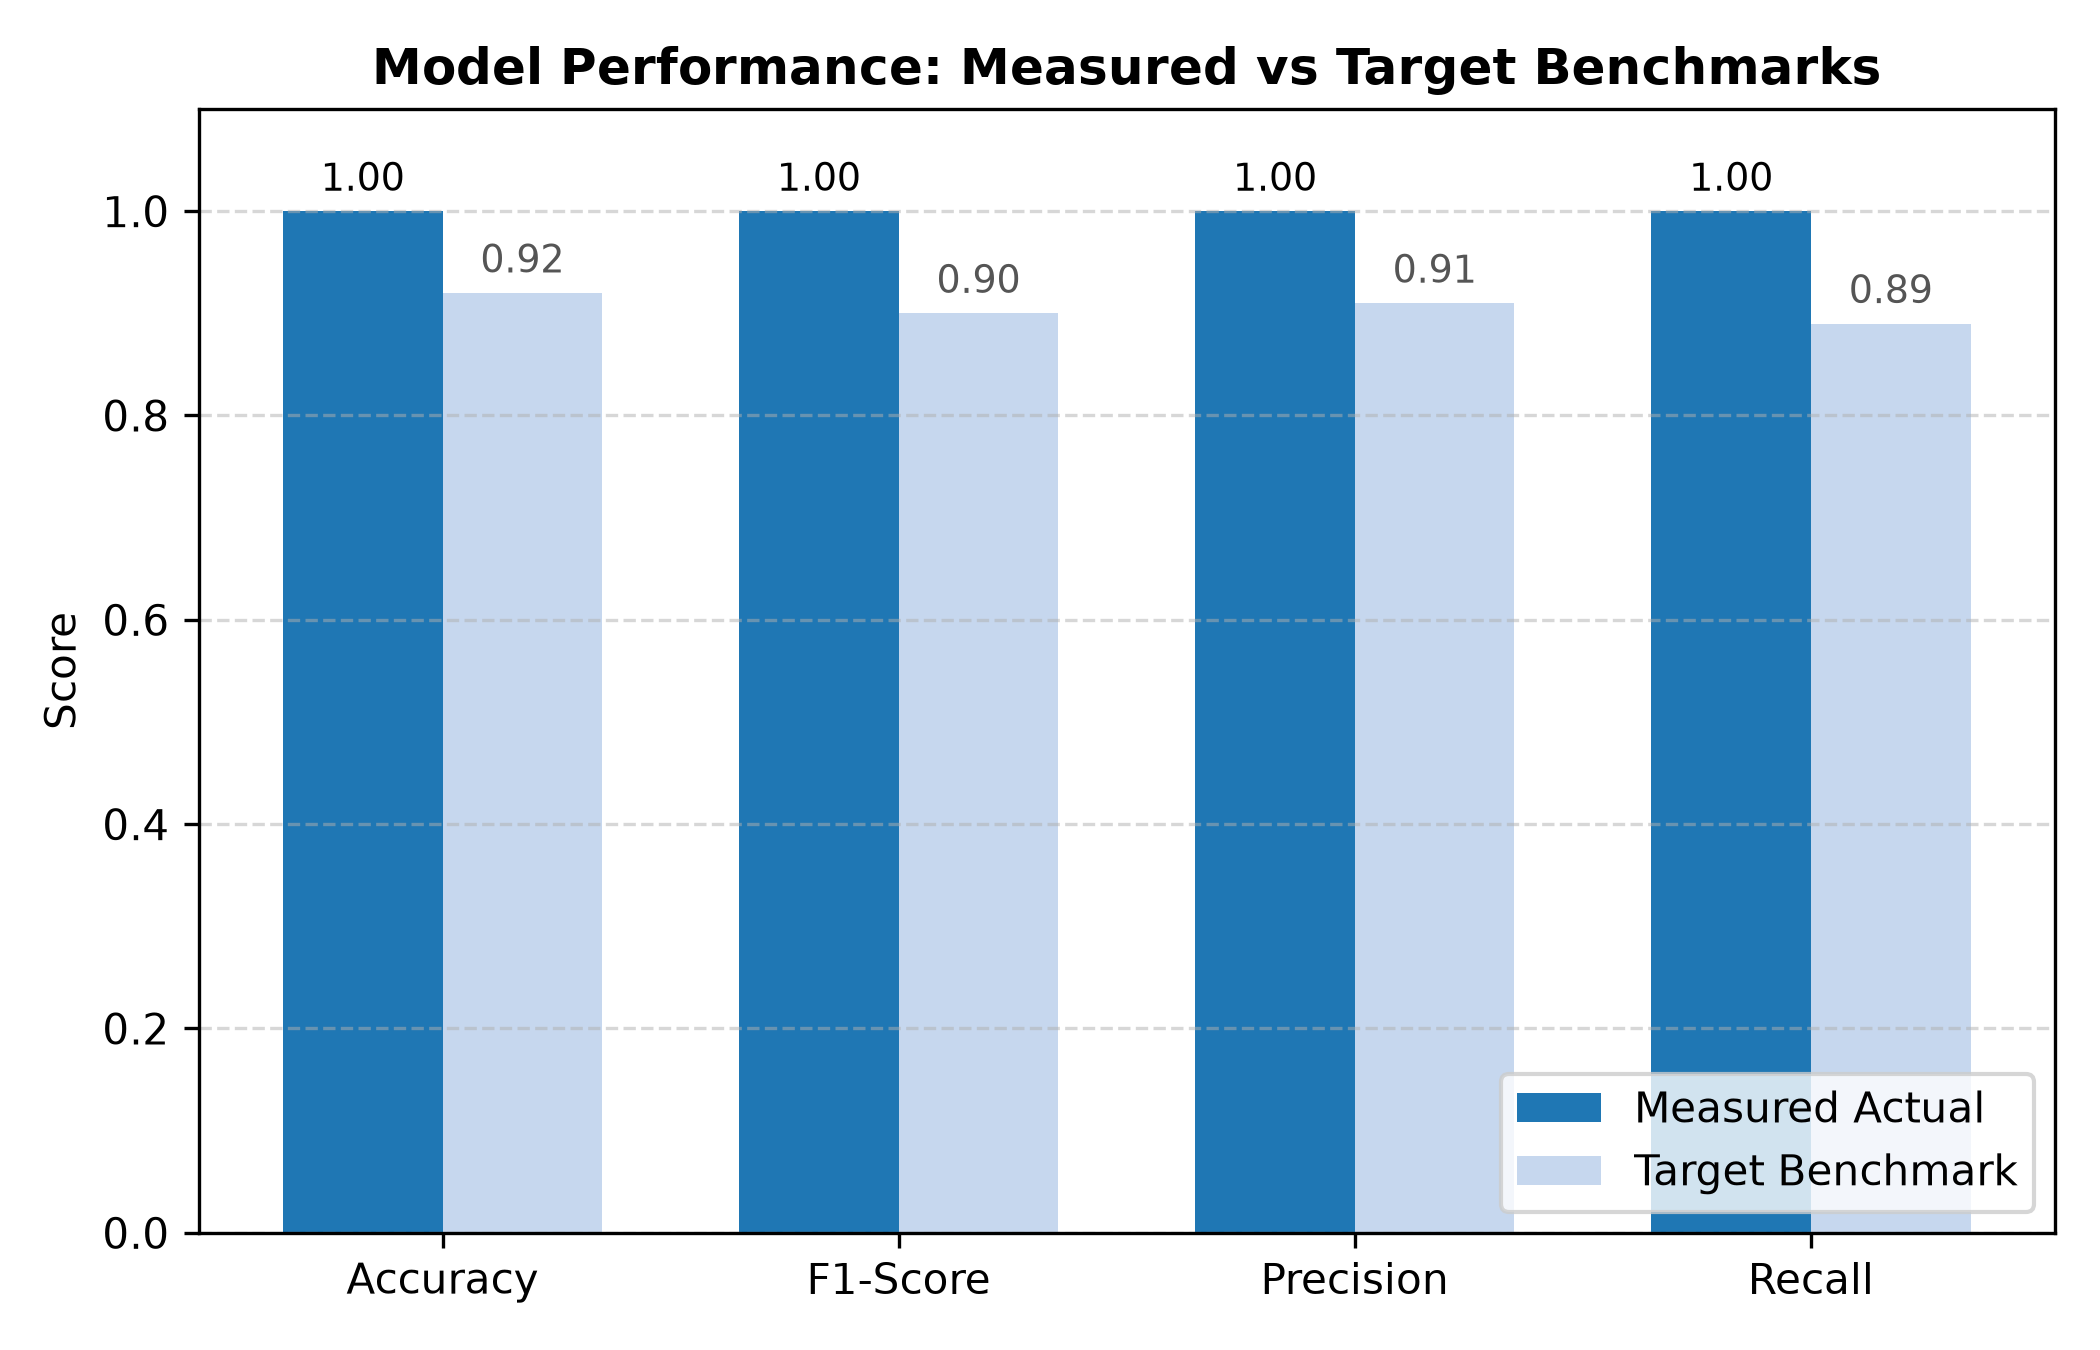 Model Performance: Measured vs Target Benchmarks
1.00
0.92
1.00
0.90
1.00
0.91
1.00
0.89
1.0
0.8
0.6
0.4
0.2
0.0
Score
Accuracy
F1-Score
Precision
Recall
Measured Actual
Target Benchmark